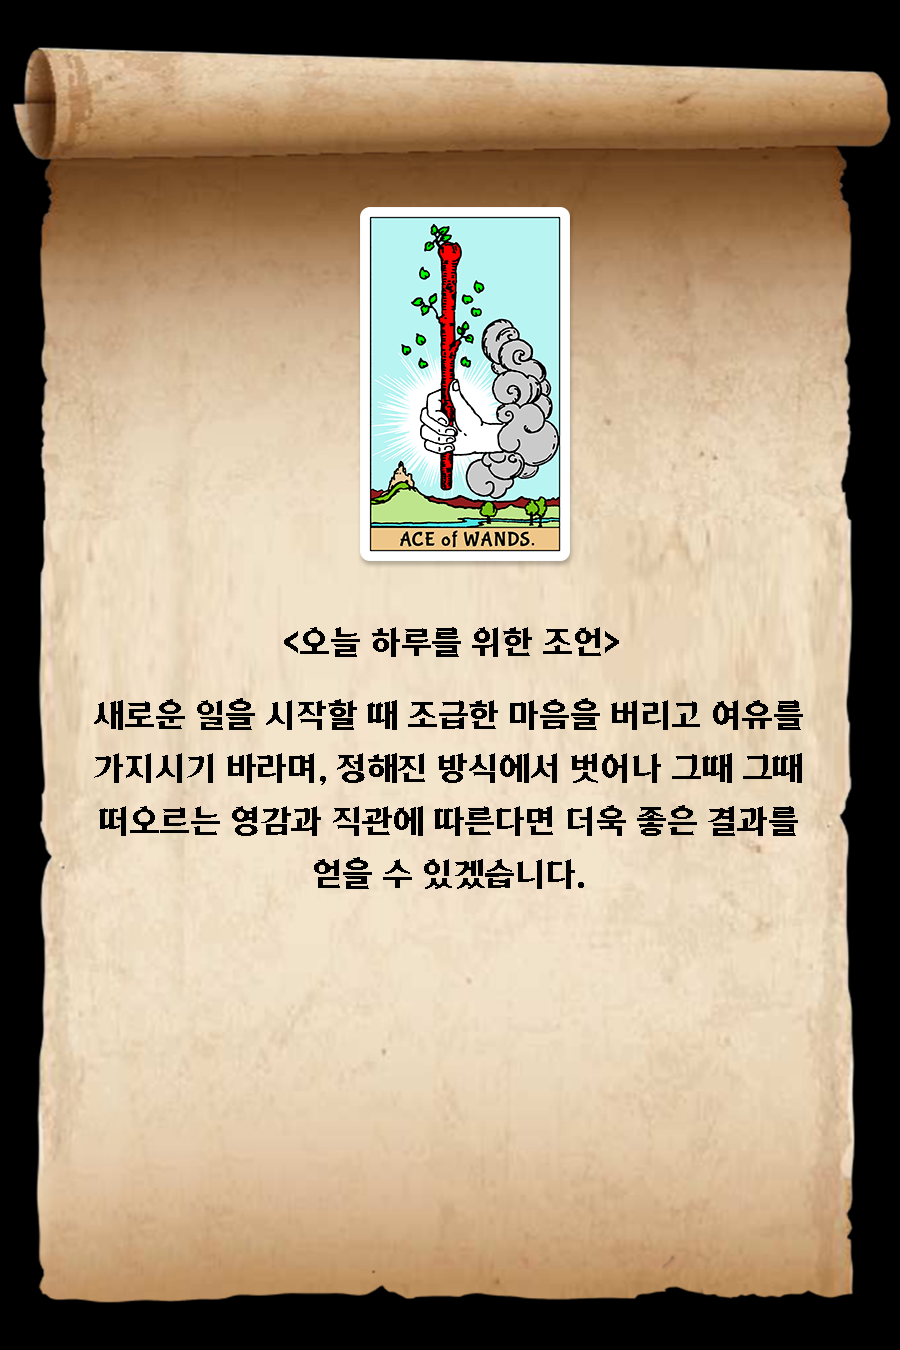 ACE of WANDS.
<오늘 하루를 위한 조언>
새로운 일을 시작할 때 조급한 마음을 버리고 여유를
가지시기 바라며, 정해진 방식에서 벗어나 그때 그때
떠오르는 영감과 직관에 따른다면 더욱 좋은 결과를
얻을 수 있겠습니다.